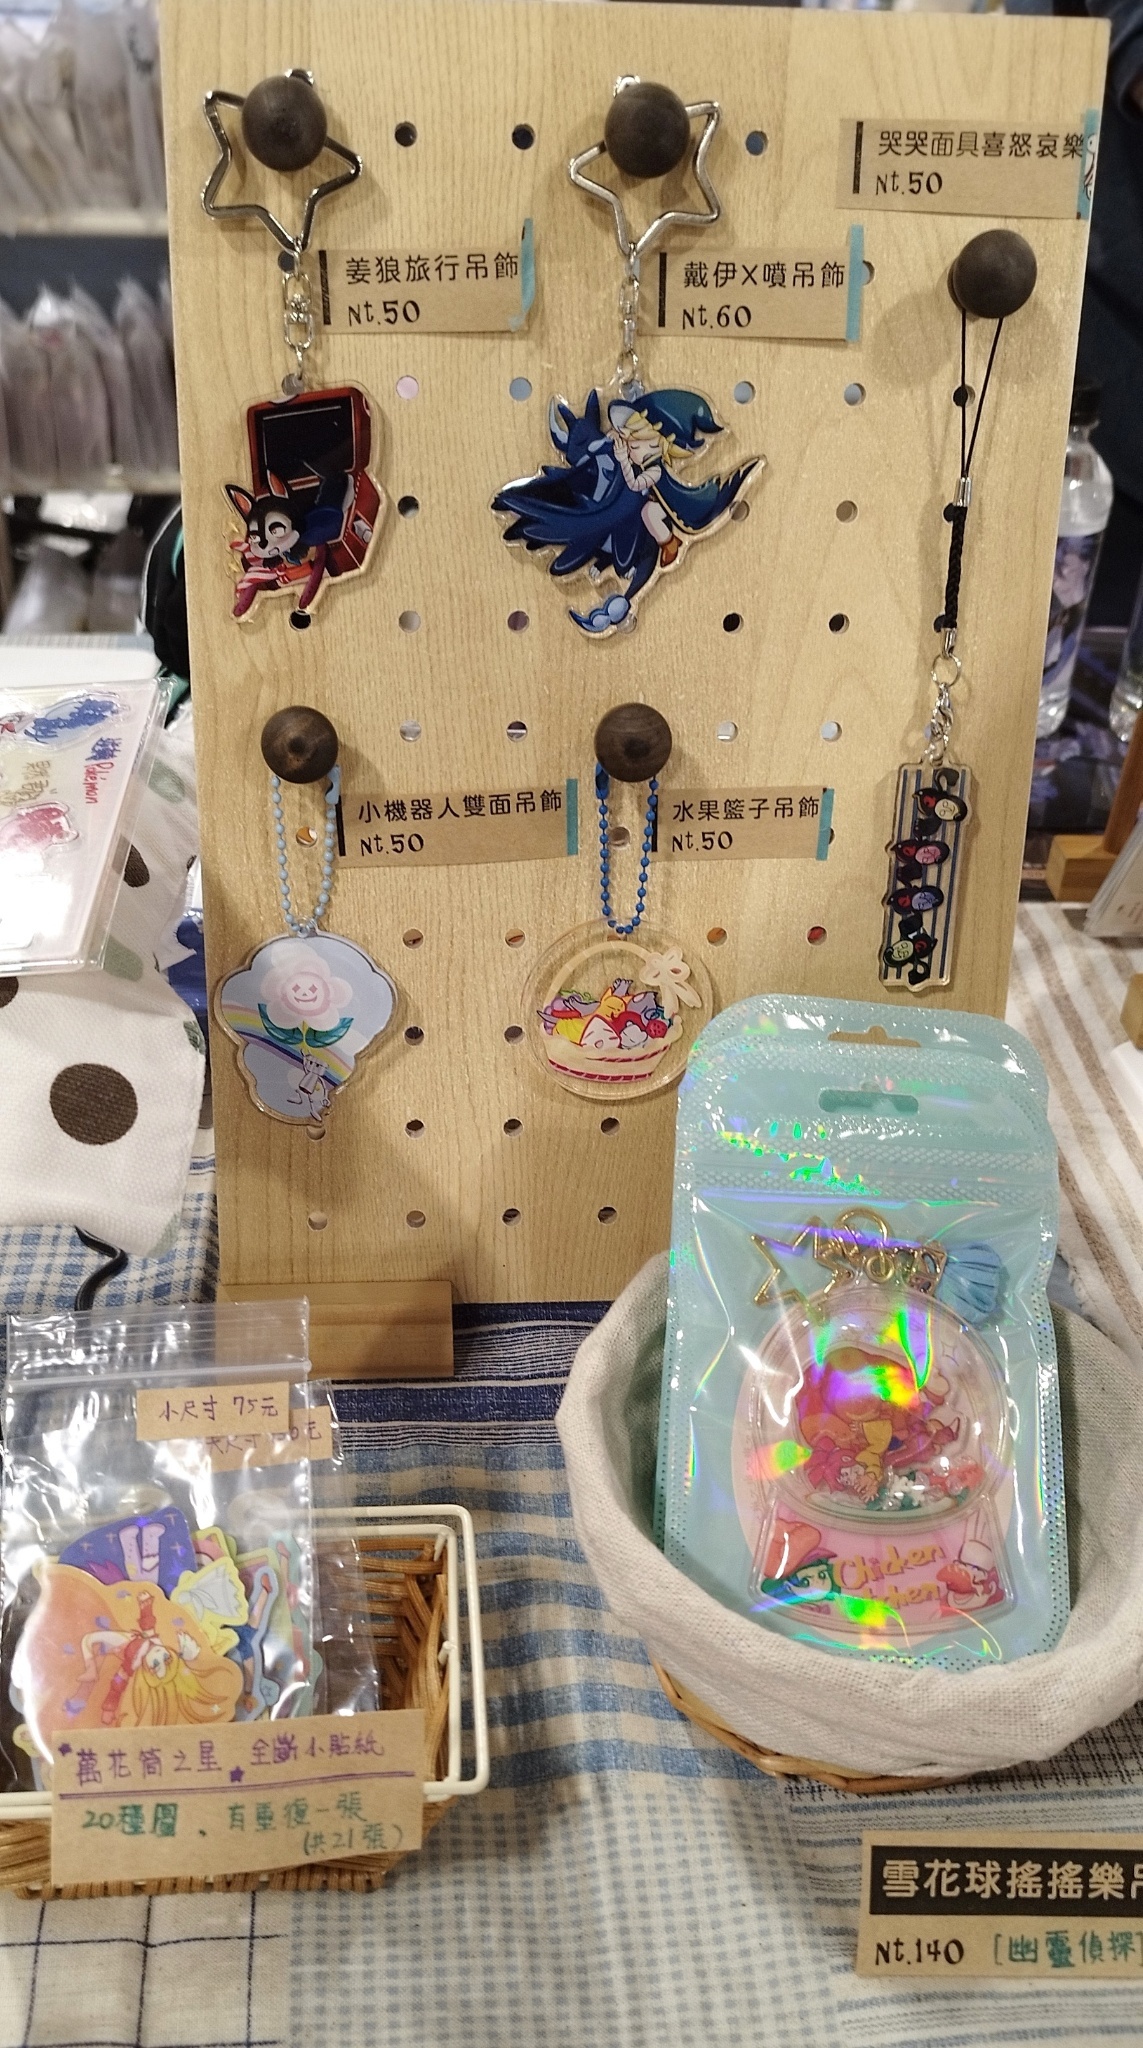 哭哭面具喜怒哀樂
Nt.50
姜狼旅行吊飾
Nt.50
戴伊X噴吊飾
Nt.60
小機器人雙面吊飾
Nt.50
水果籃子吊飾
Nt.50
Pokémon
小尺寸 75元
Chicken
萬花筒之星 全斷小貼紙
20種圖、有重復一張
(共21張)
雪花球搖搖樂吊
Nt.140 [幽靈偵探]